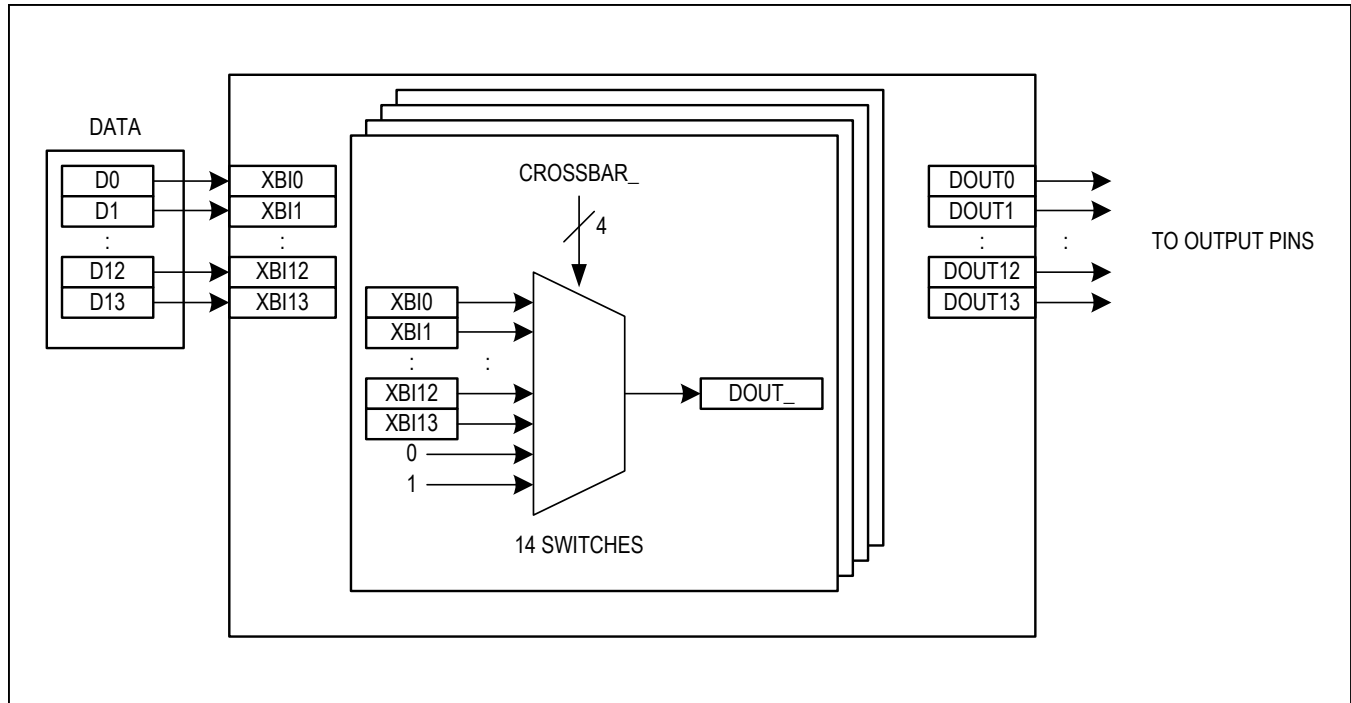 DATA
D0
D1
:
D12
D13
XBI0
XBI1
:
XBI12
XBI13
CROSSBAR_
4
XBI0
XBI1
: :
XBI12
XBI13
0
1
DOUT_
14 SWITCHES
DOUT0
DOUT1
: :
DOUT12
DOUT13
TO OUTPUT PINS